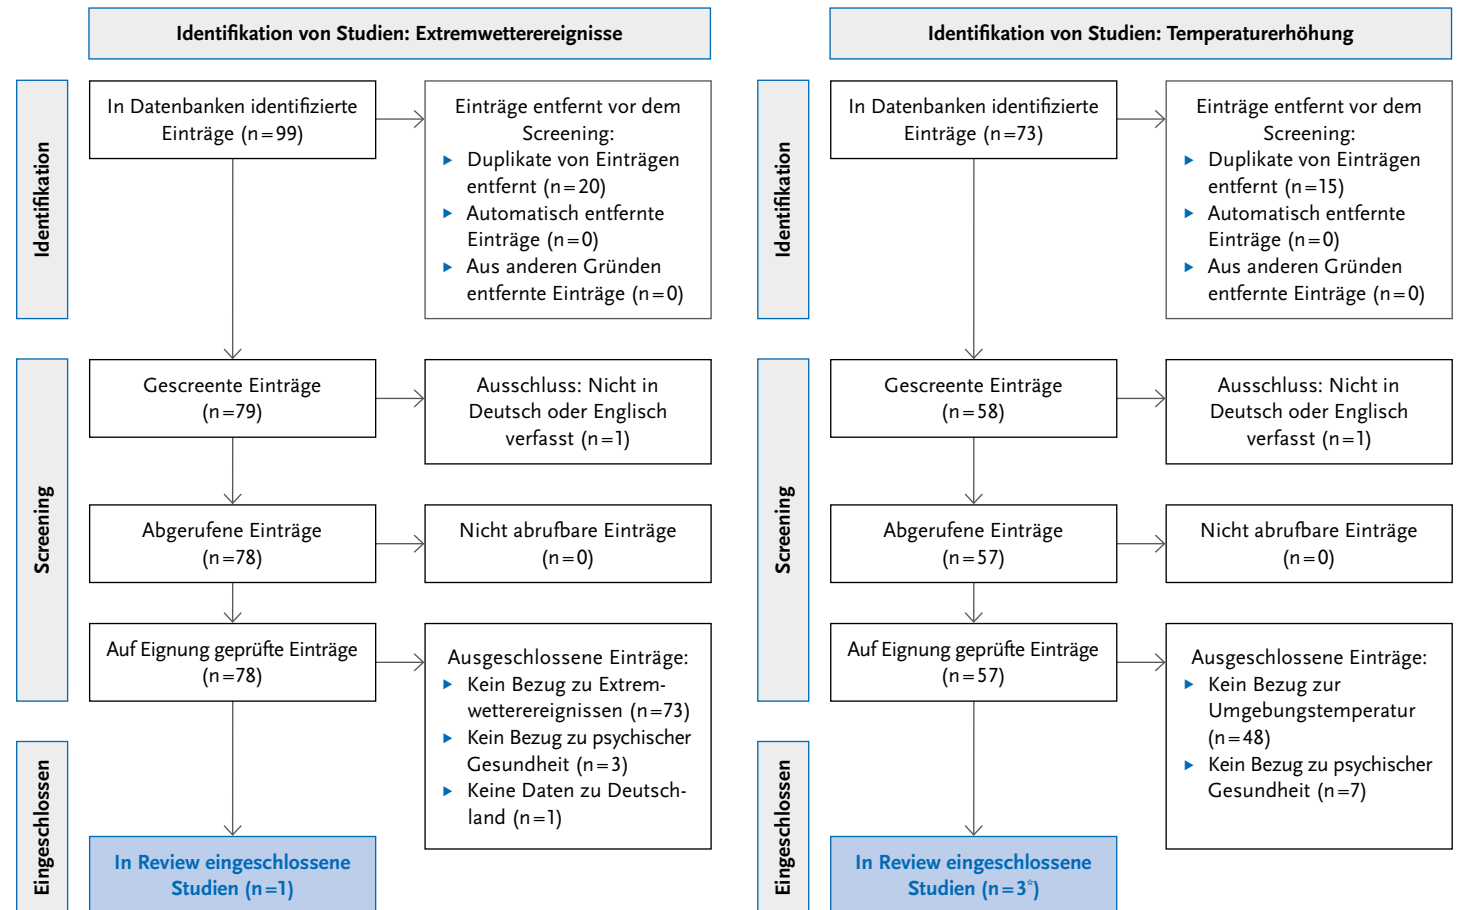 Identifikation von Studien: Extremwetterereignisse
Identifikation
In Datenbanken identifizierte
Einträge (n=99)
Einträge entfernt vor dem
Screening:
▸ Duplikate von Einträgen
entfernt (n=20)
▸ Automatisch entfernte
Einträge (n=0)
▸ Aus anderen Gründen
entfernte Einträge (n=0)
Screening
Gescreente Einträge
(n=79)
Ausschluss: Nicht in
Deutsch oder Englisch
verfasst (n=1)
Abgerufene Einträge
(n=78)
Nicht abrufbare Einträge
(n=0)
Auf Eignung geprüfte Einträge
(n=78)
Ausgeschlossene Einträge:
▸ Kein Bezug zu Extrem-
wetterereignissen (n=73)
▸ Kein Bezug zu psychischer
Gesundheit (n=3)
▸ Keine Daten zu Deutsch-
land (n=1)
Eingeschlossen
In Review eingeschlossene
Studien (n=1)
Identifikation von Studien: Temperaturerhöhung
Identifikation
In Datenbanken identifizierte
Einträge (n=73)
Einträge entfernt vor dem
Screening:
▸ Duplikate von Einträgen
entfernt (n=15)
▸ Automatisch entfernte
Einträge (n=0)
▸ Aus anderen Gründen
entfernte Einträge (n=0)
Screening
Gescreente Einträge
(n=58)
Ausschluss: Nicht in
Deutsch oder Englisch
verfasst (n=1)
Abgerufene Einträge
(n=57)
Nicht abrufbare Einträge
(n=0)
Auf Eignung geprüfte Einträge
(n=57)
Ausgeschlossene Einträge:
▸ Kein Bezug zur
Umgebungstemperatur
(n=48)
▸ Kein Bezug zu psychischer
Gesundheit (n=7)
Eingeschlossen
In Review eingeschlossene
Studien (n=3*)